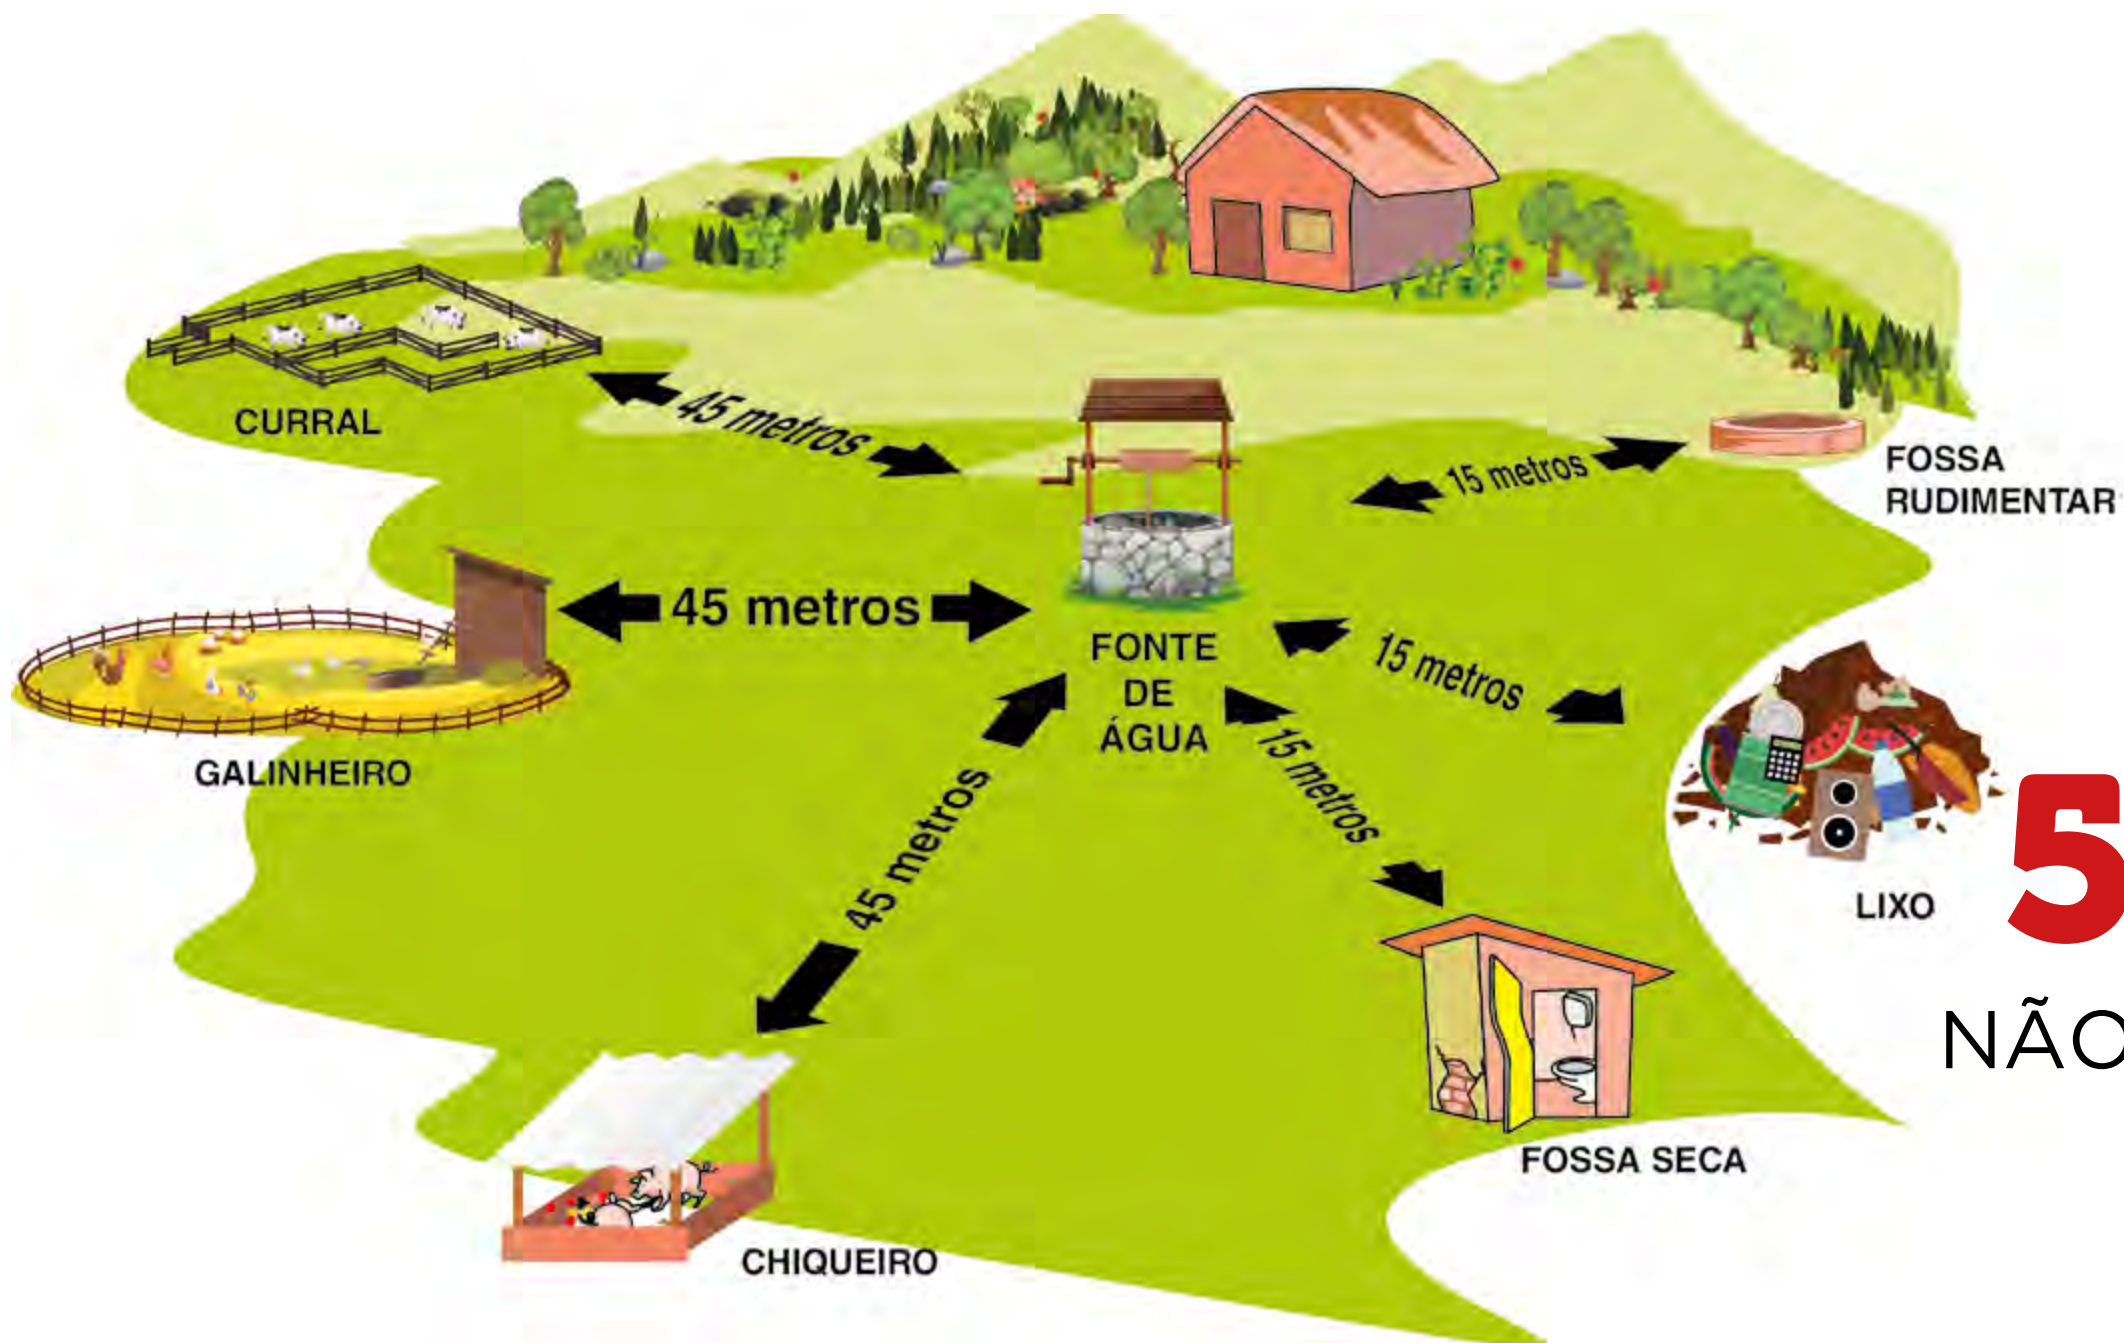 CURRAL
45 metros
15 metros
FOSSA
RUDIMENTAR
45 metros
FONTE
DE
ÁGUA
15 metros
GALINHEIRO
45 metros
15 metros
LIXO
5
NÃO
FOSSA SECA
CHIQUEIRO